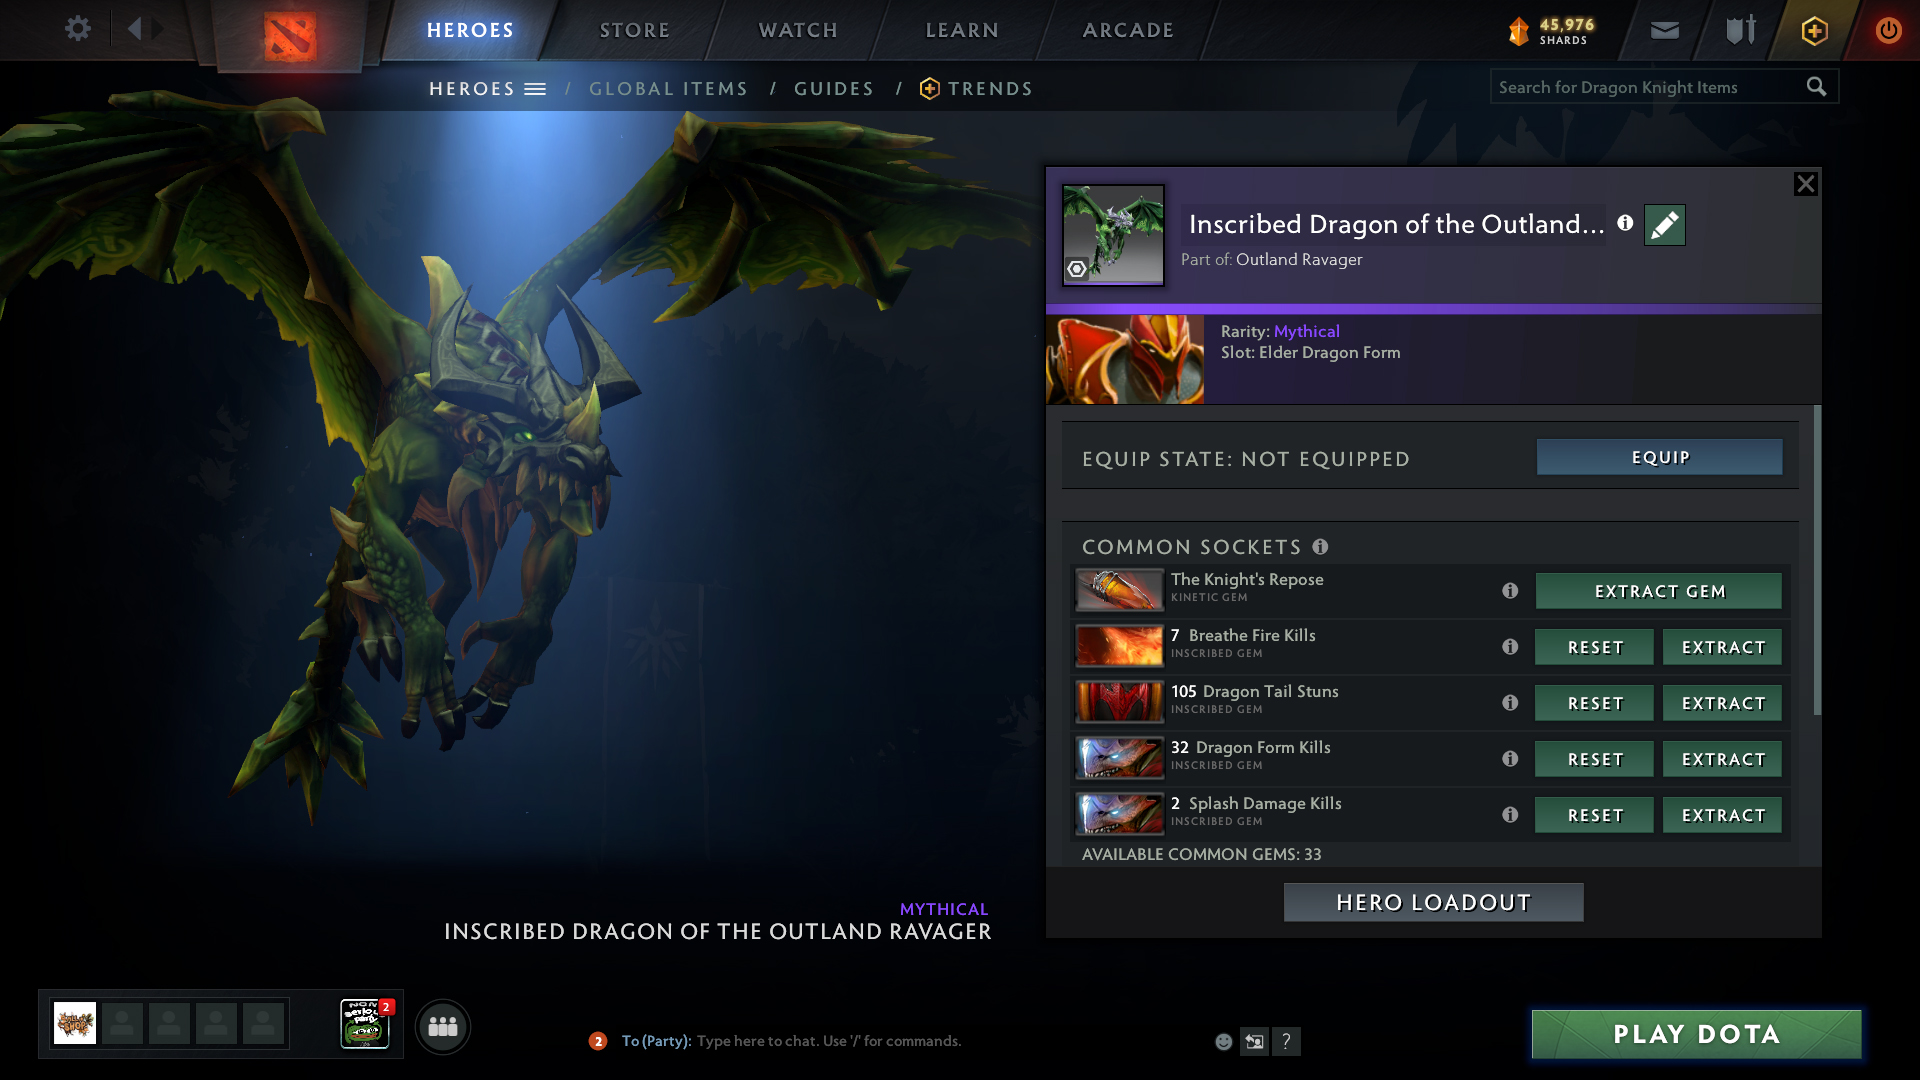 HEROES
STORE
WATCH
LEARN
ARCADE
45,976
SHARDS
HEROES / GLOBAL ITEMS / GUIDES / TRENDS
Search for Dragon Knight Items
Inscribed Dragon of the Outland...
Part of: Outland Ravager
Rarity: Mythical
Slot: Elder Dragon Form
EQUIP STATE: NOT EQUIPPED
EQUIP
COMMON SOCKETS
The Knight's Repose
KINETIC GEM
EXTRACT GEM
7 Breathe Fire Kills
INSCRIBED GEM
RESET
EXTRACT
105 Dragon Tail Stuns
INSCRIBED GEM
RESET
EXTRACT
32 Dragon Form Kills
INSCRIBED GEM
RESET
EXTRACT
2 Splash Damage Kills
INSCRIBED GEM
RESET
EXTRACT
AVAILABLE COMMON GEMS: 33
HERO LOADOUT
MYTHICAL
INSCRIBED DRAGON OF THE OUTLAND RAVAGER
NON
serious
party
2
2
To (Party): Type here to chat. Use '/' for commands.
?
PLAY DOTA